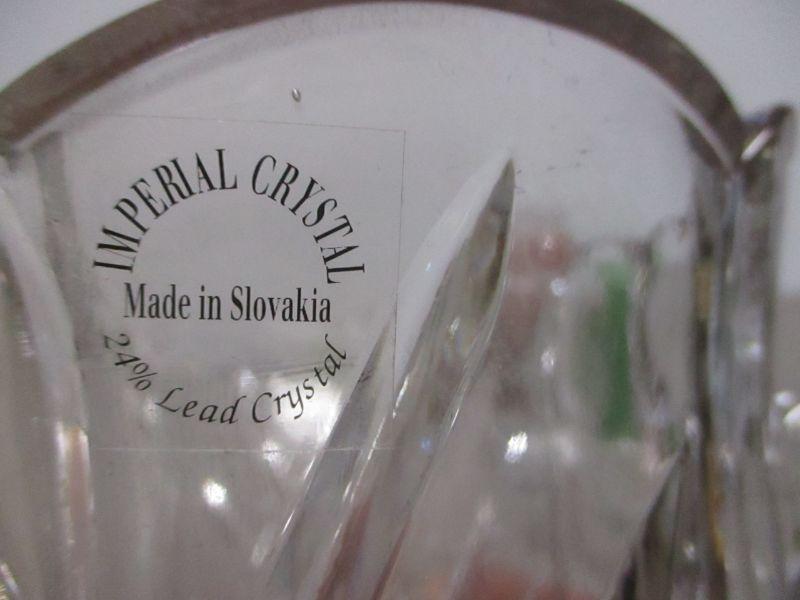 IMPERIAL CRYSTAL
Made in Slovakia
24% Lead Crystal